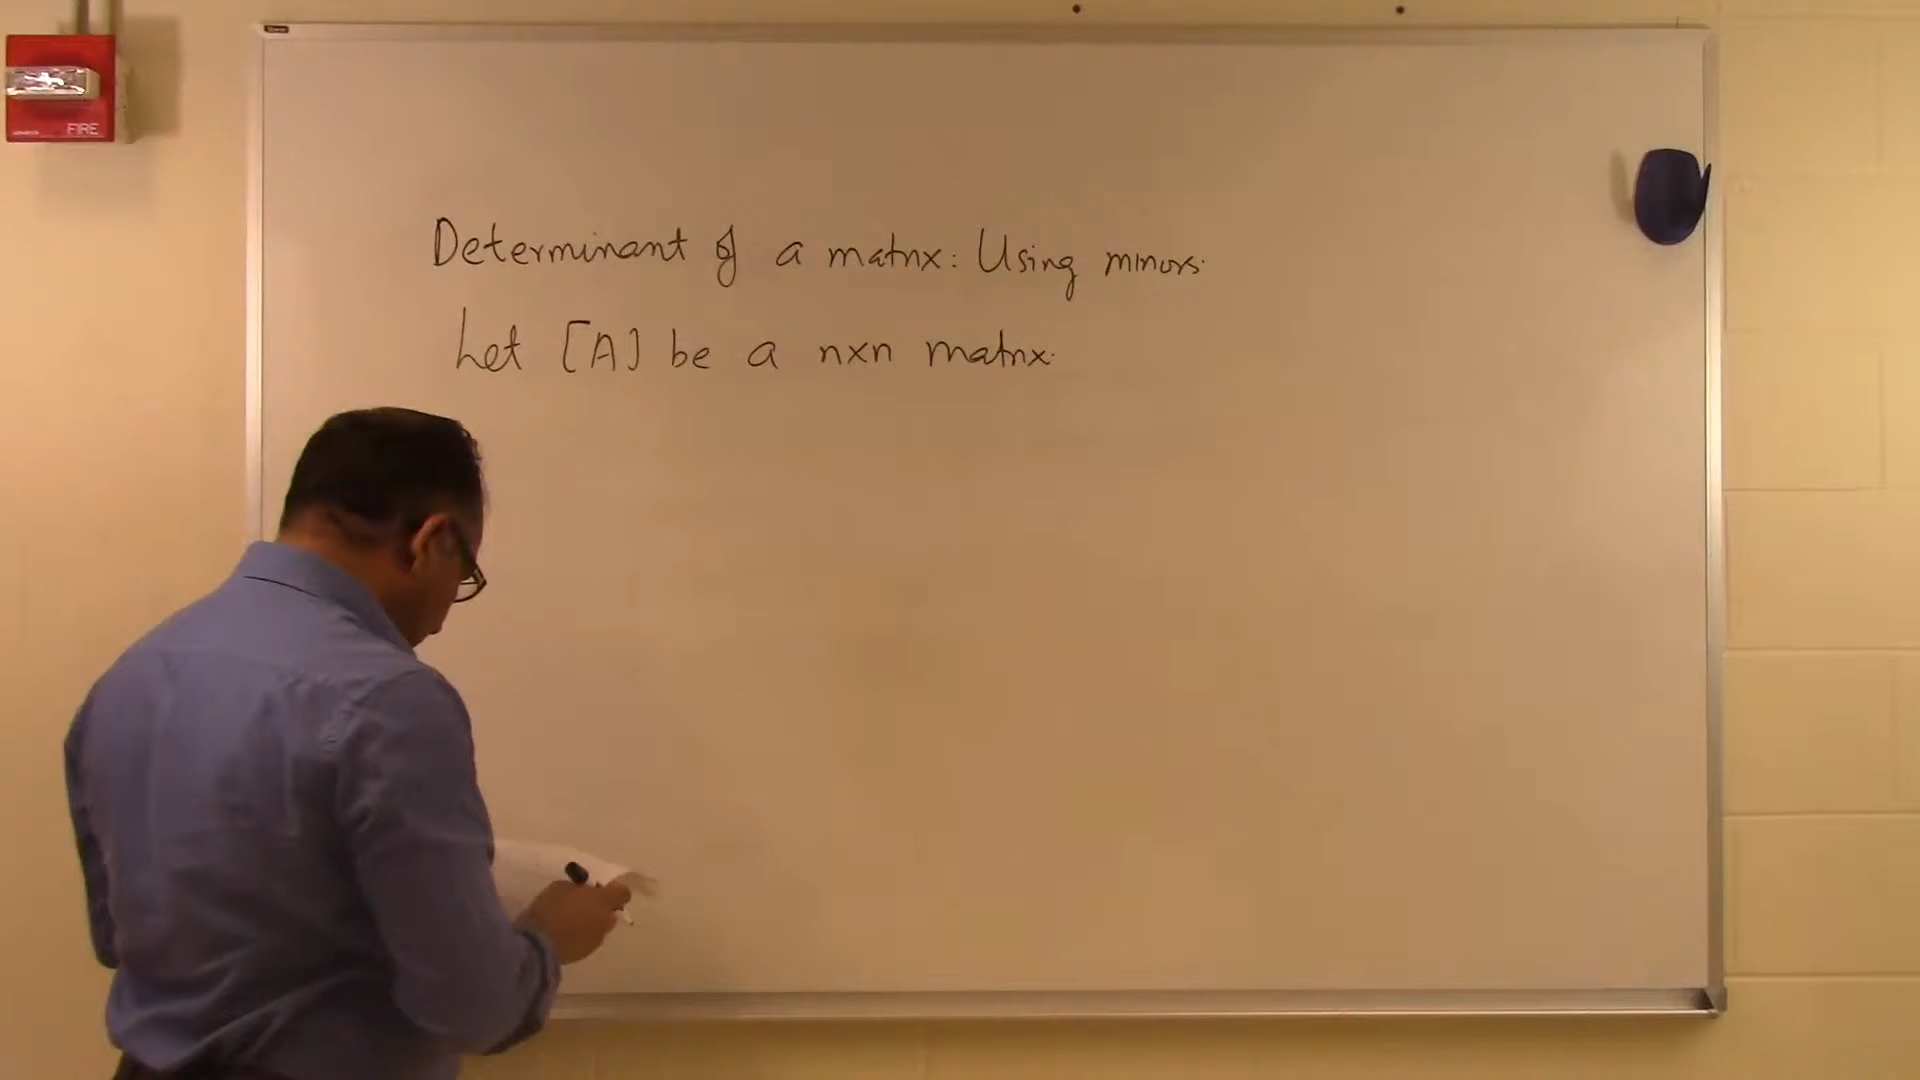 FIRE
Determinant of a matrix: Using minors.
Let [A] be a nxn matrix.